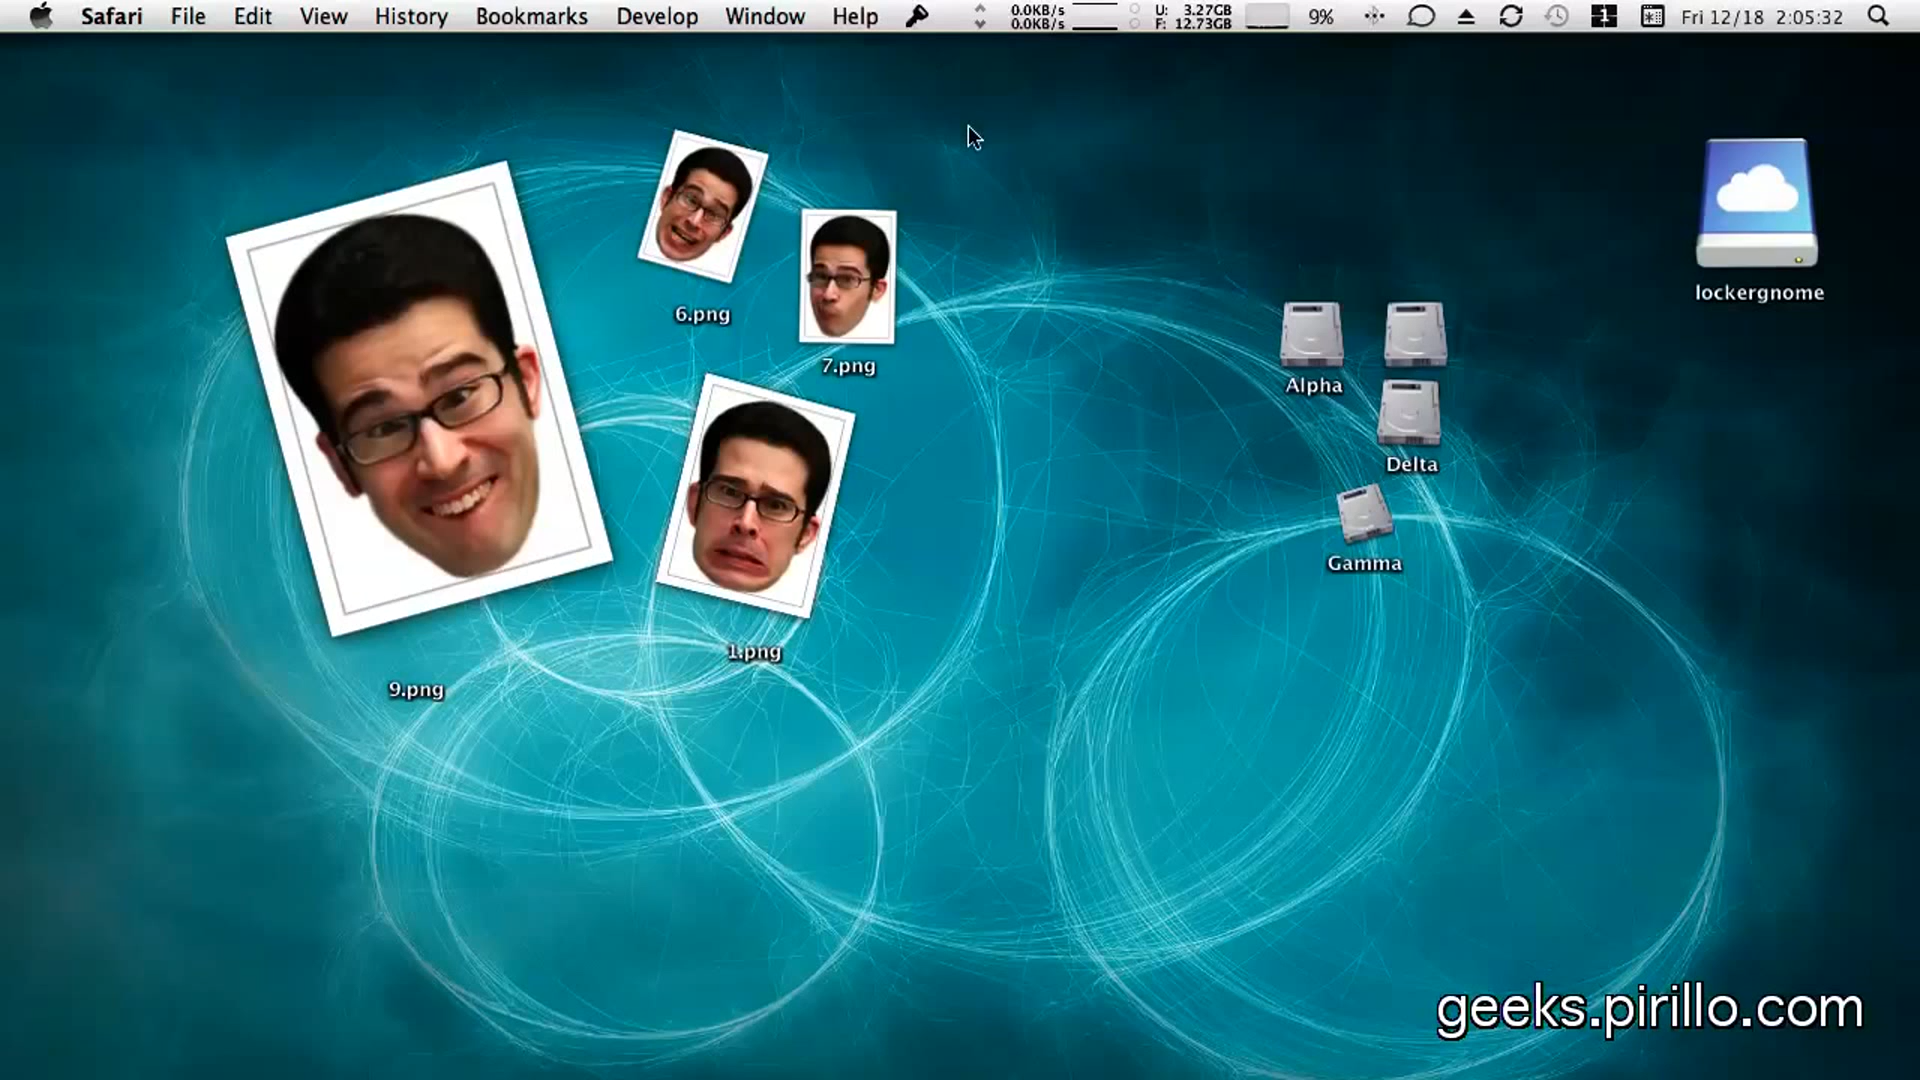 Safari File Edit View History Bookmarks Develop Window Help 0.0KB/s U: 3.27GB 9% 1 Fri 12/18 2:05:32
0.0KB/s F: 12.73GB
lockergnome
6.png
7.png
Alpha
Delta
Gamma
1.png
9.png
geeks.pirillo.com